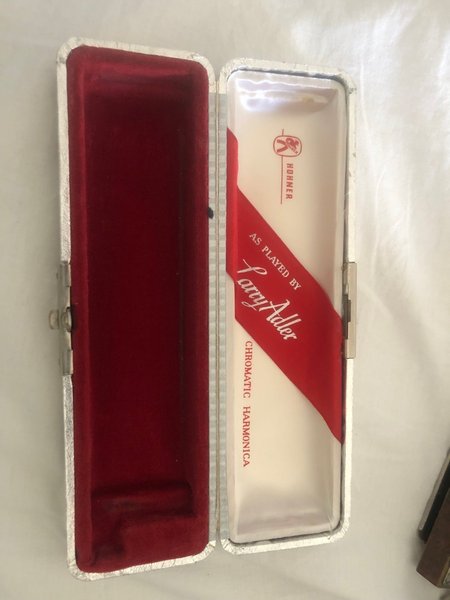 HOHNER
AS PLAYED BY
Larry Adler
CHROMATIC HARMONICA